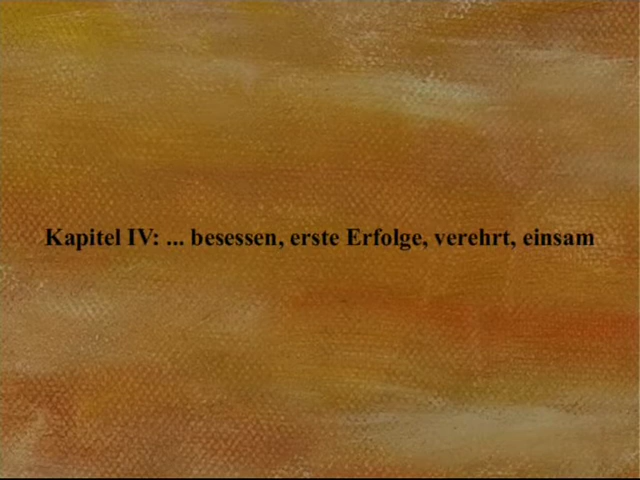 Kapitel IV: ... besessen, erste Erfolge, verehrt, einsam